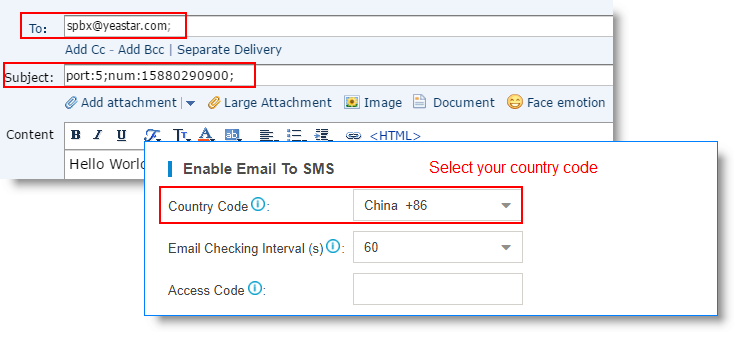 To: spbx@yeastar.com;
Add Cc - Add Bcc | Separate Delivery
Subject: port:5;num:15880290900;
Add attachment | Large Attachment Image Document Face emotion
Content B I U F TT A ab <HTML>
Hello World
Enable Email To SMS Select your country code
Country Code i: China +86
Email Checking Interval (s) i: 60
Access Code i: